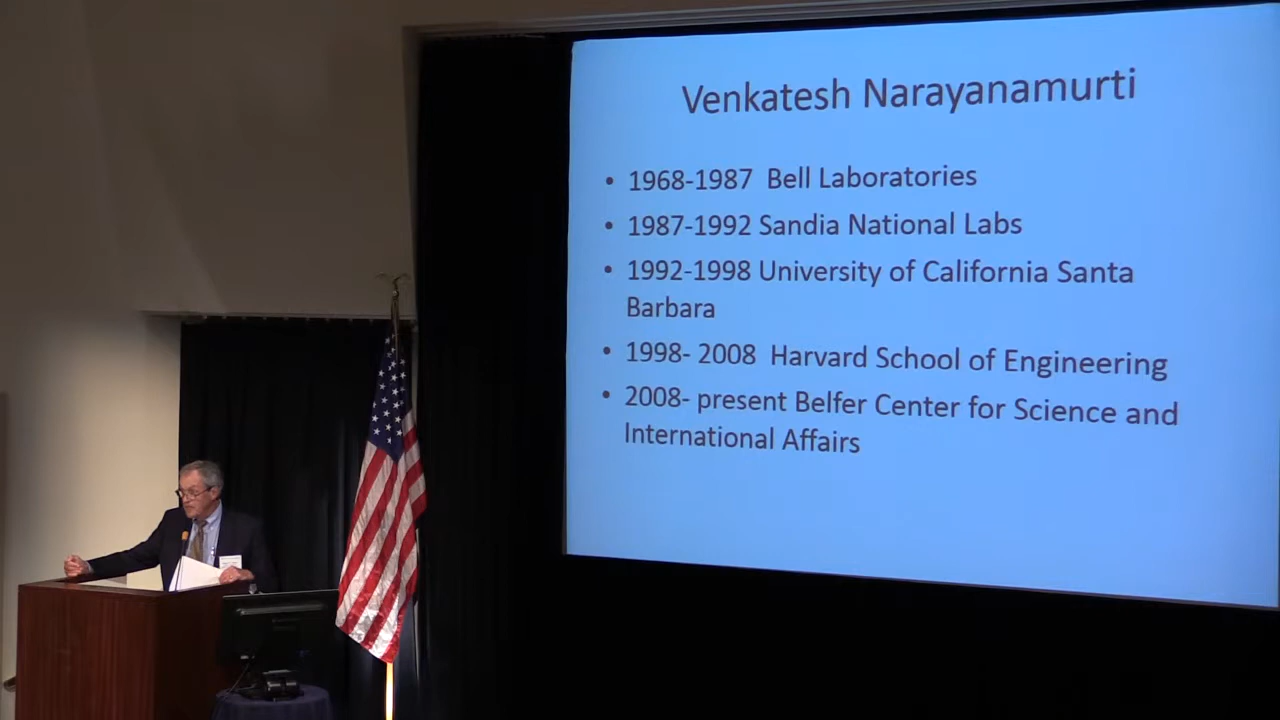 Venkatesh Narayanamurti
• 1968-1987 Bell Laboratories
• 1987-1992 Sandia National Labs
• 1992-1998 University of California Santa
Barbara
• 1998- 2008 Harvard School of Engineering
• 2008- present Belfer Center for Science and
International Affairs